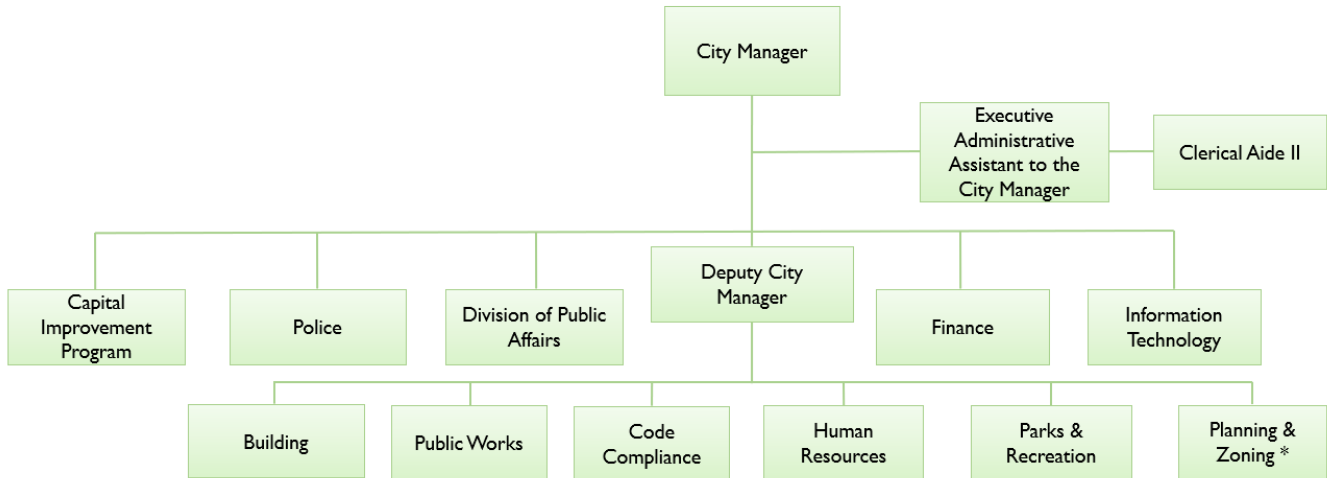 City Manager
Executive
Administrative
Assistant to the
City Manager
Clerical Aide II
Capital
Improvement
Program
Police
Division of Public
Affairs
Deputy City
Manager
Finance
Information
Technology
Building
Public Works
Code
Compliance
Human
Resources
Parks &
Recreation
Planning &
Zoning *